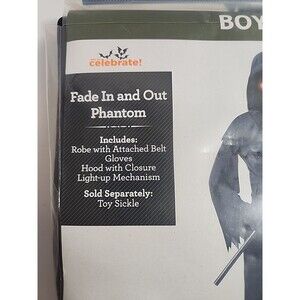 BOY
celebrate!
Fade In and Out
Phantom
Includes:
Robe with Attached Belt
Gloves
Hood with Closure
Light-up Mechanism
Sold Separately:
Toy Sickle